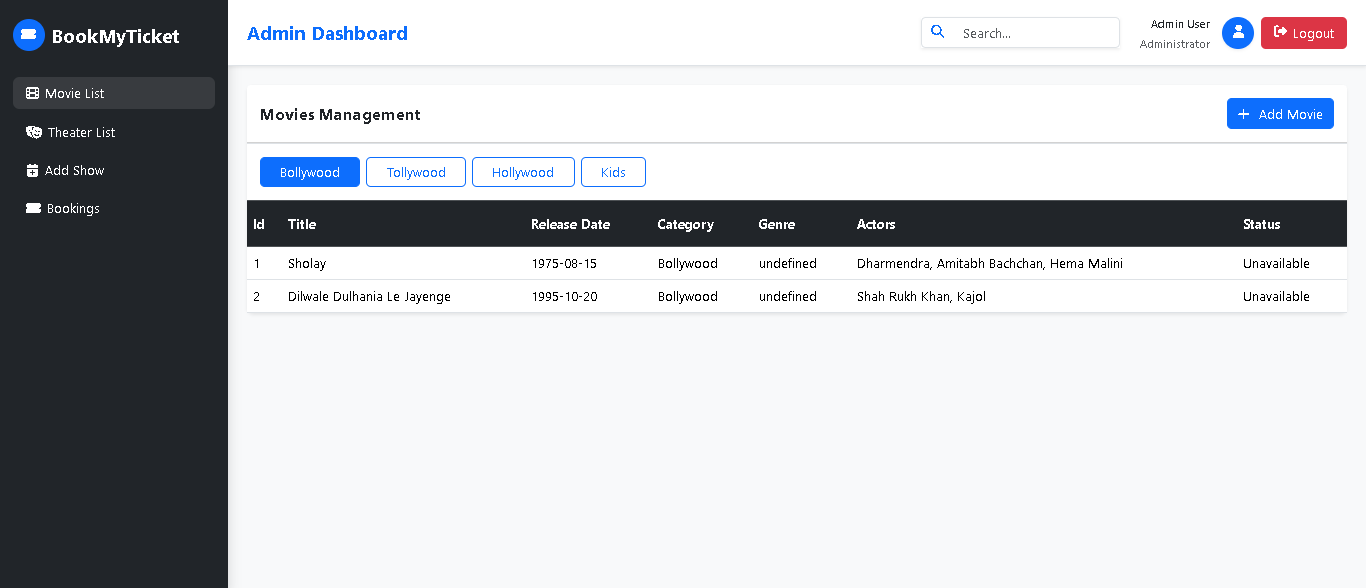 BookMyTicket
Movie List
Theater List
Add Show
Bookings
Admin Dashboard
Search...
Admin User
Administrator
Logout
Movies Management
Add Movie
Bollywood Tollywood Hollywood Kids
Id Title Release Date Category Genre Actors Status
1 Sholay 1975-08-15 Bollywood undefined Dharmendra, Amitabh Bachchan, Hema Malini Unavailable
2 Dilwale Dulhania Le Jayenge 1995-10-20 Bollywood undefined Shah Rukh Khan, Kajol Unavailable